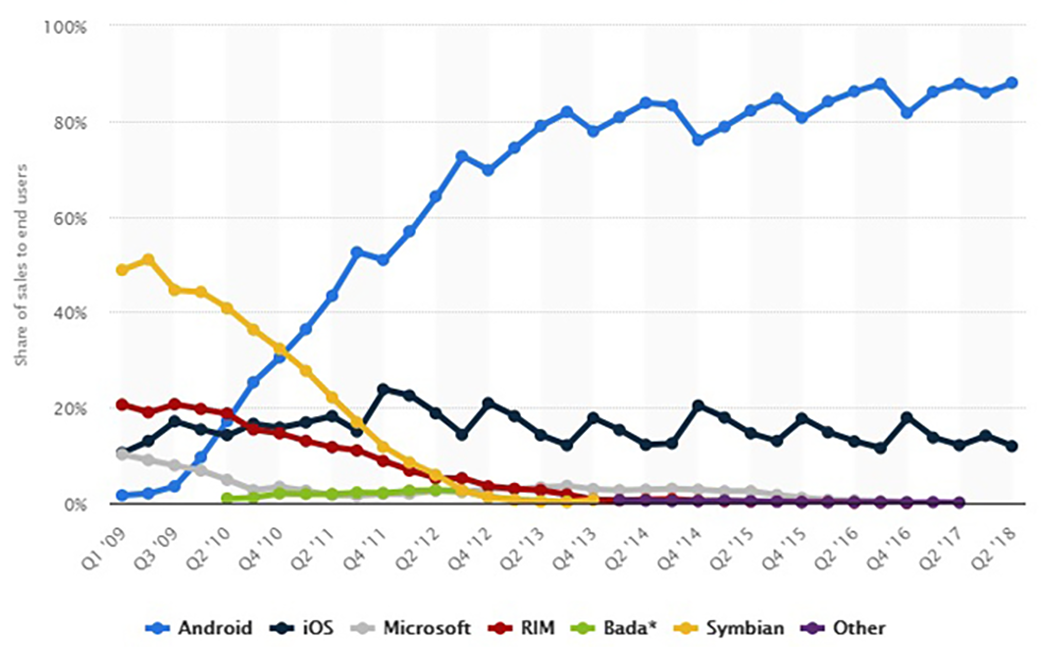 100%
80%
60%
40%
20%
0%
Share of sales to end users
Q1 '09
Q3 '09
Q2 '10
Q4 '10
Q2 '11
Q4 '11
Q2 '12
Q4 '12
Q2 '13
Q4 '13
Q2 '14
Q4 '14
Q2 '15
Q4 '15
Q2 '16
Q4 '16
Q2 '17
Q2 '18
Android iOS Microsoft RIM Bada* Symbian Other